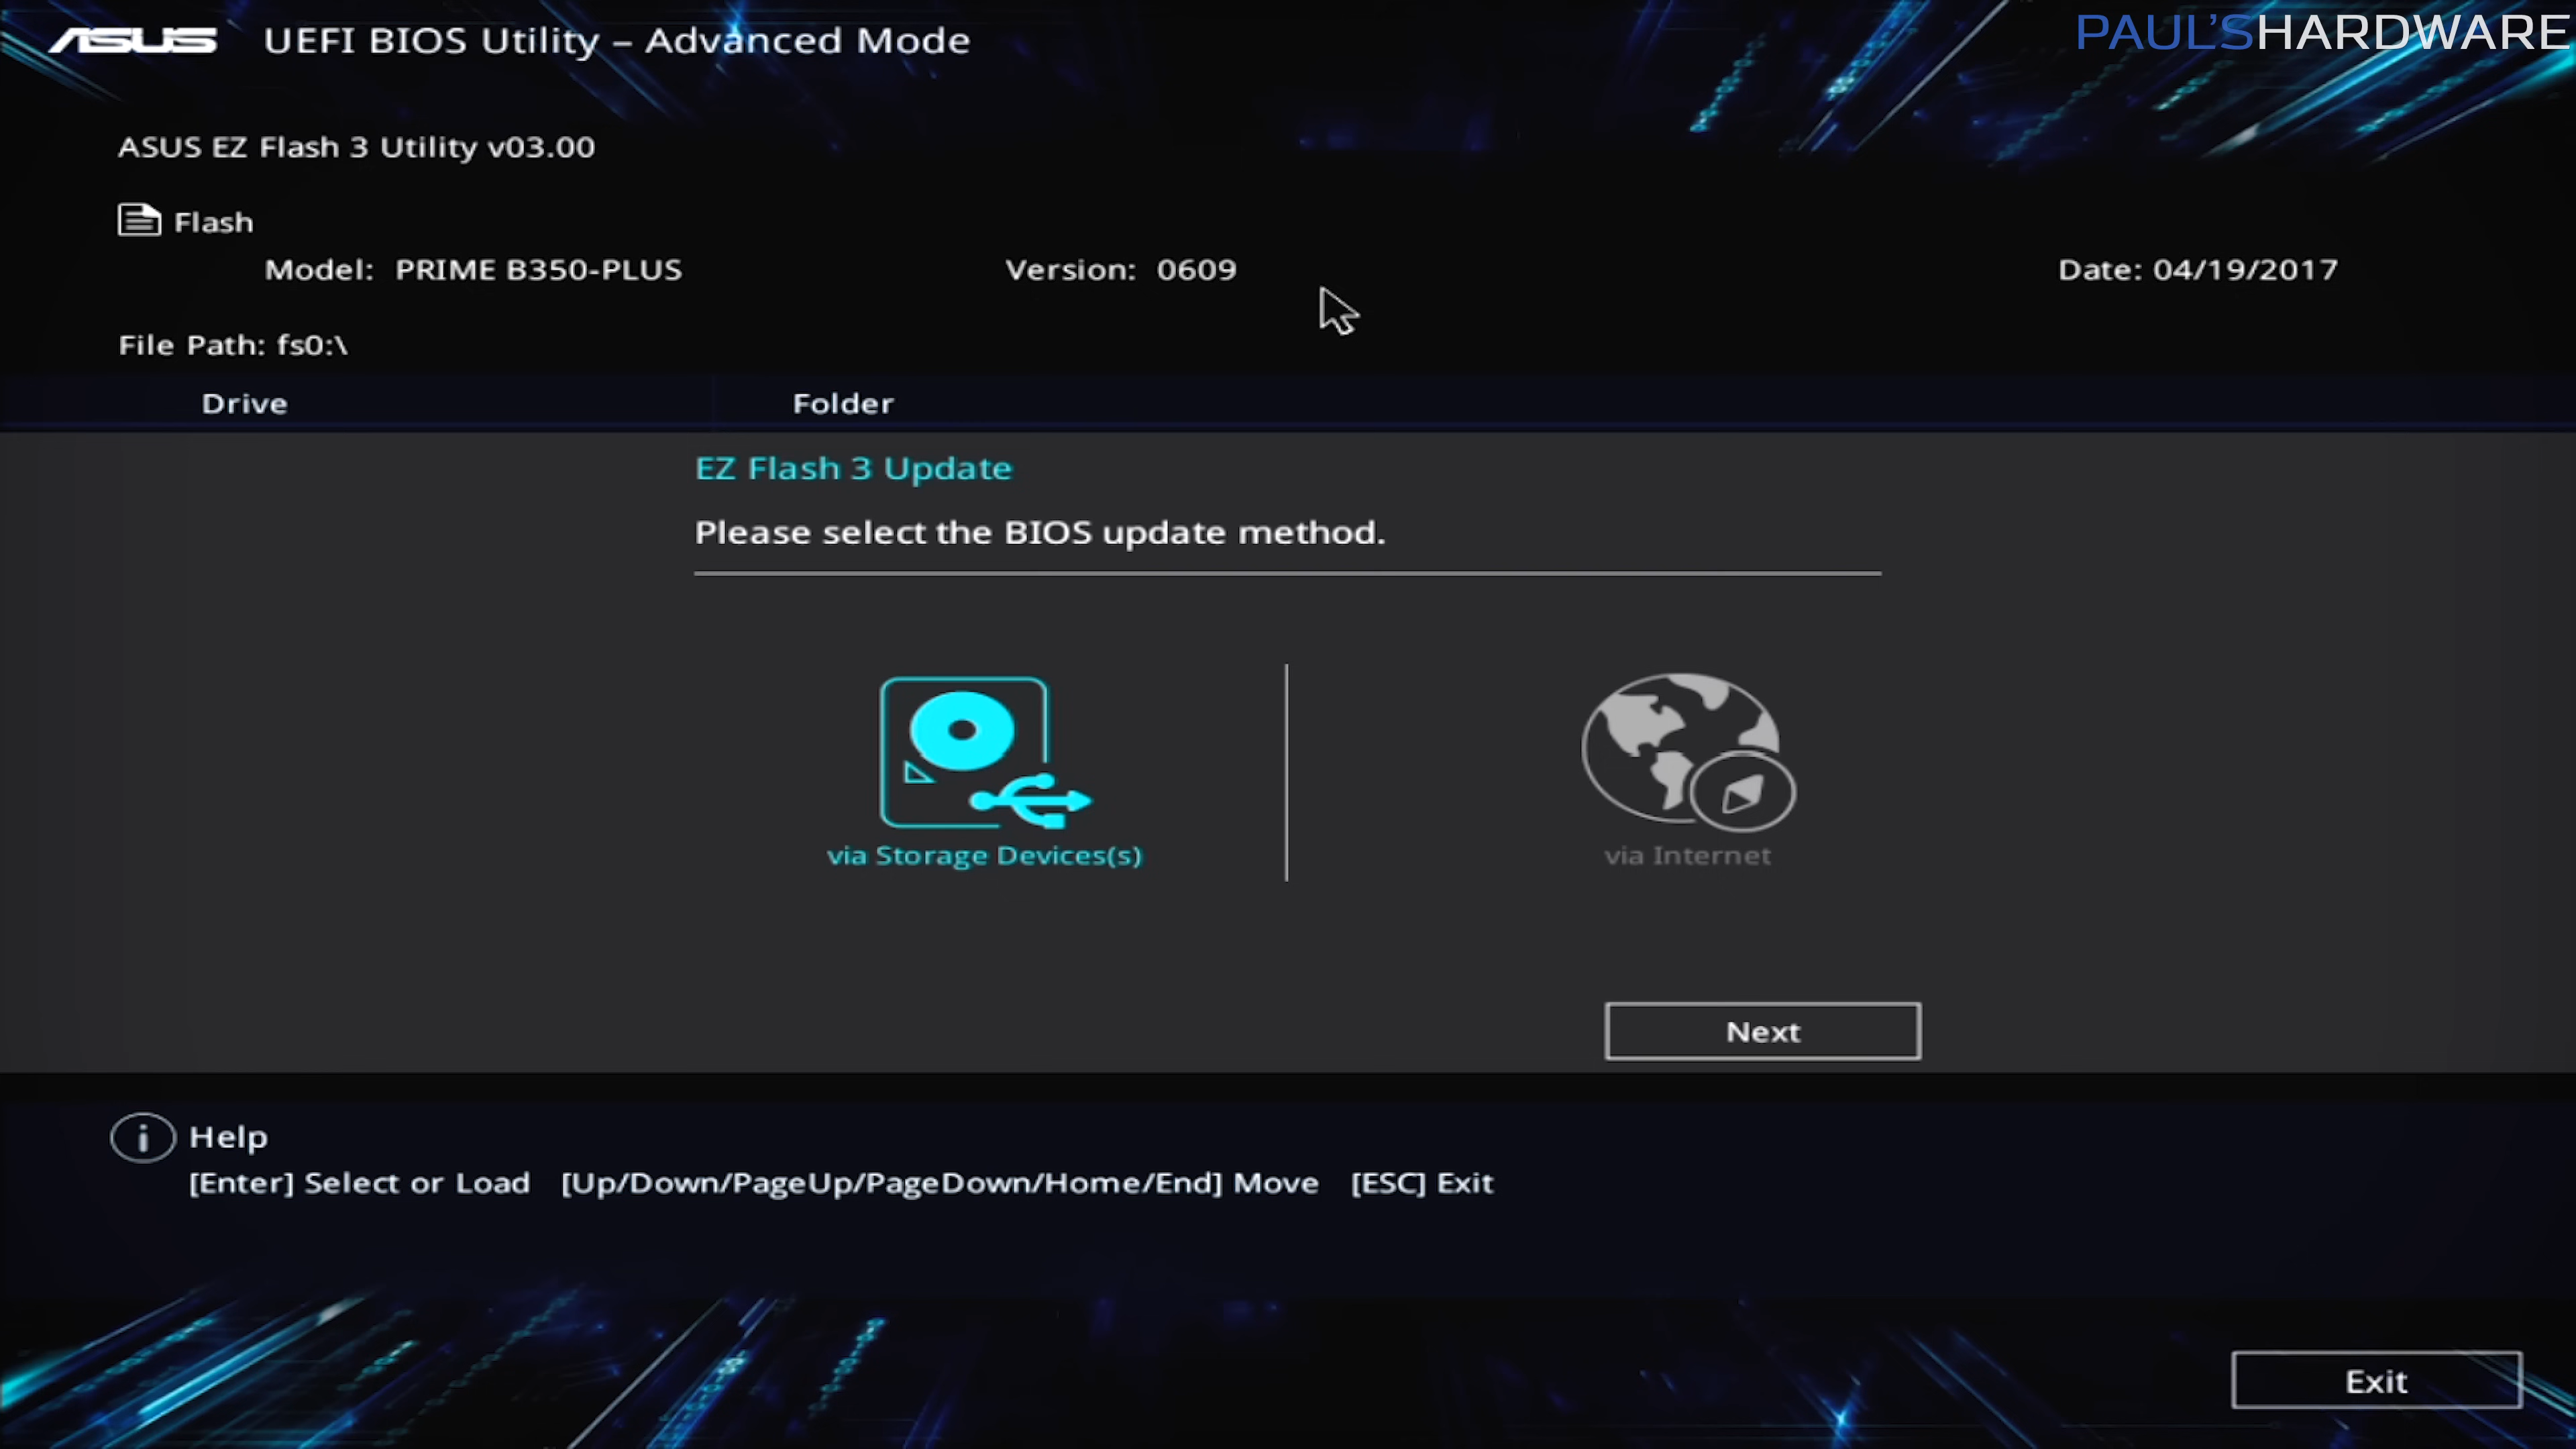 ASUS UEFI BIOS Utility – Advanced Mode
PAUL'SHARDWARE
ASUS EZ Flash 3 Utility v03.00
Flash
Model: PRIME B350-PLUS Version: 0609 Date: 04/19/2017
File Path: fs0:\
Drive Folder
EZ Flash 3 Update
Please select the BIOS update method.
via Storage Devices(s) via Internet
Next
Help
[Enter] Select or Load [Up/Down/PageUp/PageDown/Home/End] Move [ESC] Exit
Exit